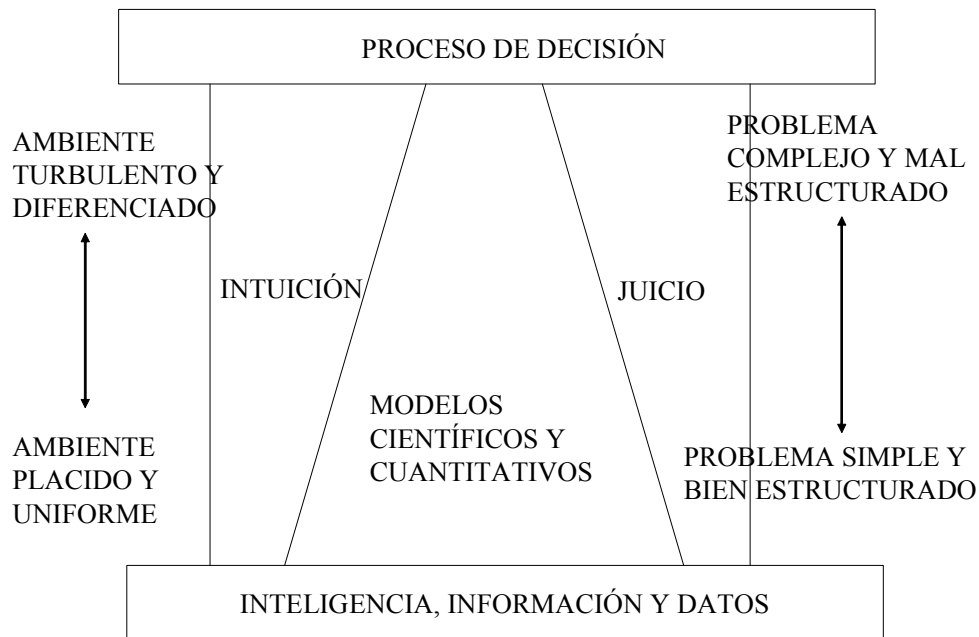 PROCESO DE DECISIÓN
AMBIENTE
TURBULENTO Y
DIFERENCIADO
PROBLEMA
COMPLEJO Y MAL
ESTRUCTURADO
INTUICIÓN
JUICIO
MODELOS
CIENTÍFICOS Y
CUANTITATIVOS
AMBIENTE
PLACIDO Y
UNIFORME
PROBLEMA SIMPLE Y
BIEN ESTRUCTURADO
INTELIGENCIA, INFORMACIÓN Y DATOS